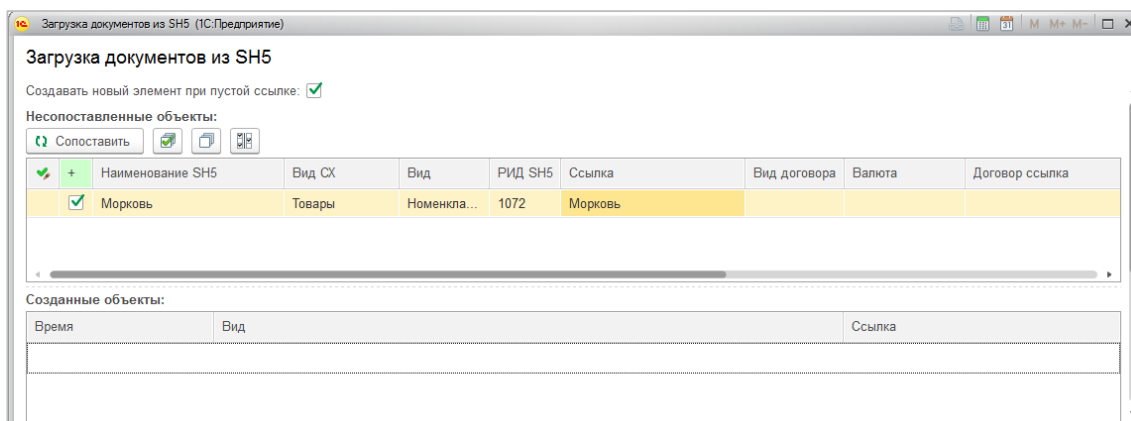 1С Загрузка документов из SH5 (1С:Предприятие) 31 M M+ M-
Загрузка документов из SH5
Создавать новый элемент при пустой ссылке:
Несопоставленные объекты:
Сопоставить
+ Наименование SH5 Вид СХ Вид РИД SH5 Ссылка Вид договора Валюта Договор ссылка
Морковь Товары Номенкла... 1072 Морковь
Созданные объекты:
Время Вид Ссылка